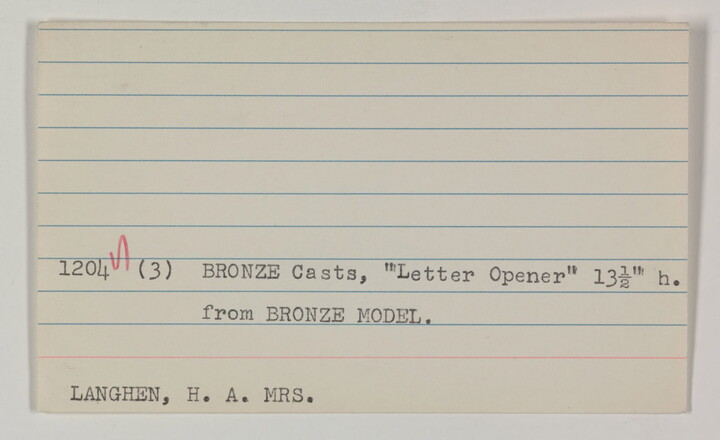 1204 (3) BRONZE Casts, "Letter Opener" 13½" h.
from BRONZE MODEL.
LANGHEN, H. A. MRS.